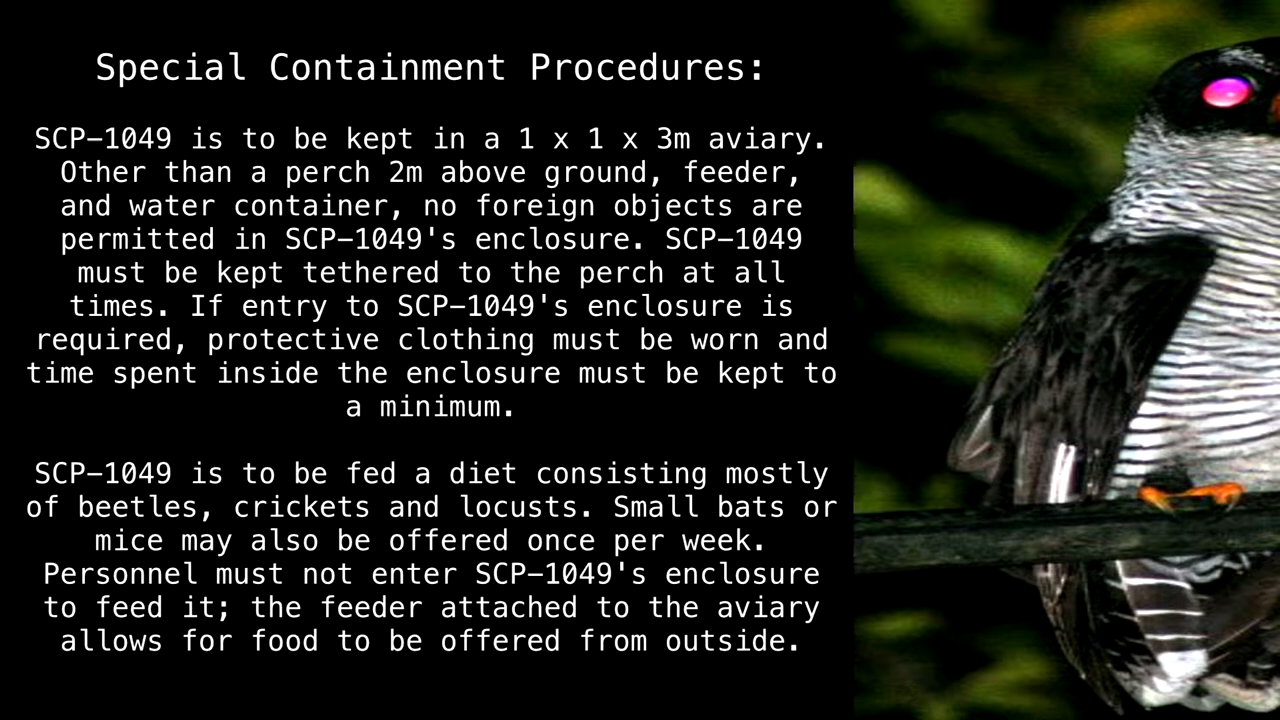 Special Containment Procedures:
SCP–1049 is to be kept in a 1 x 1 x 3m aviary.
Other than a perch 2m above ground, feeder,
and water container, no foreign objects are
permitted in SCP–1049's enclosure. SCP–1049
must be kept tethered to the perch at all
times. If entry to SCP–1049's enclosure is
required, protective clothing must be worn and
time spent inside the enclosure must be kept to
a minimum.
SCP–1049 is to be fed a diet consisting mostly
of beetles, crickets and locusts. Small bats or
mice may also be offered once per week.
Personnel must not enter SCP–1049's enclosure
to feed it; the feeder attached to the aviary
allows for food to be offered from outside.